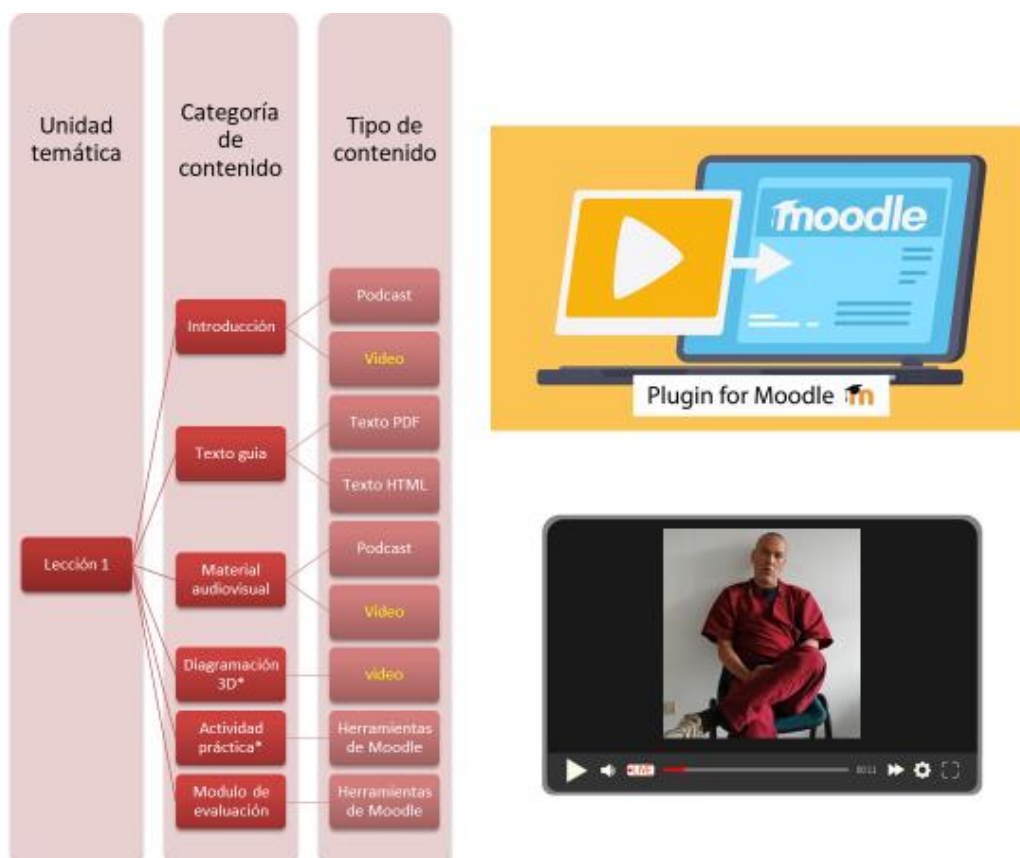 Unidad
temática
Categoría
de
contenido
Tipo de
contenido
Lección 1
Introducción
Podcast
Video
Texto guia
Texto PDF
Texto HTML
Material
audiovisual
Podcast
Video
Diagramación
3D*
video
Actividad
práctica*
Herramientas
de Moodle
Modulo de
evaluación
Herramientas
de Moodle
moodle
Plugin for Moodle m
LIVE